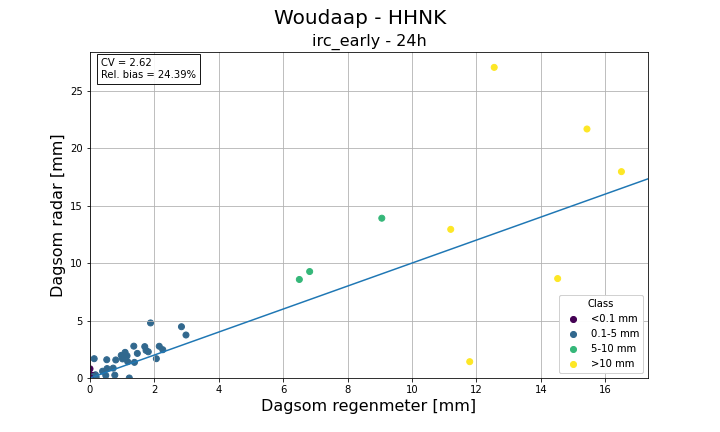 Woudaap - HHNK
irc_early - 24h
CV = 2.62
Rel. bias = 24.39%
Dagsom radar [mm]
25
20
15
10
5
0
0 2 4 6 8 10 12 14 16
Dagsom regenmeter [mm]
Class
<0.1 mm
0.1-5 mm
5-10 mm
>10 mm